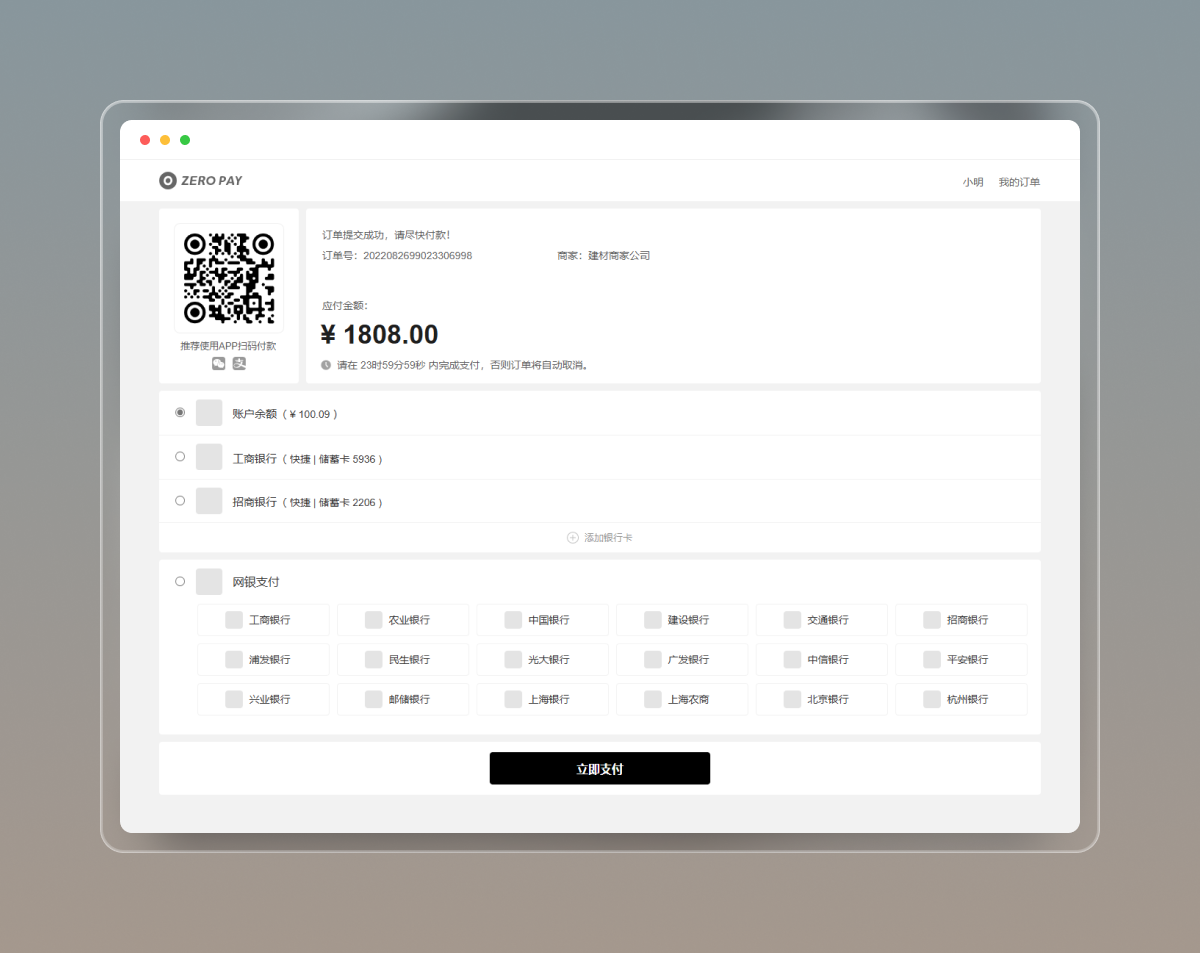 ZERO PAY
小明 我的订单
订单提交成功，请尽快付款！
订单号：2022082699023306998 商家：建材商家公司
应付金额：
¥ 1808.00
请在 23时59分59秒 内完成支付，否则订单将自动取消。
推荐使用APP扫码付款
支
账户余额（ ¥ 100.09 ）
工商银行（ 快捷 | 储蓄卡 5936 ）
招商银行（ 快捷 | 储蓄卡 2206 ）
添加银行卡
网银支付
工商银行 农业银行 中国银行 建设银行 交通银行 招商银行
浦发银行 民生银行 光大银行 广发银行 中信银行 平安银行
兴业银行 邮储银行 上海银行 上海农商 北京银行 杭州银行
立即支付